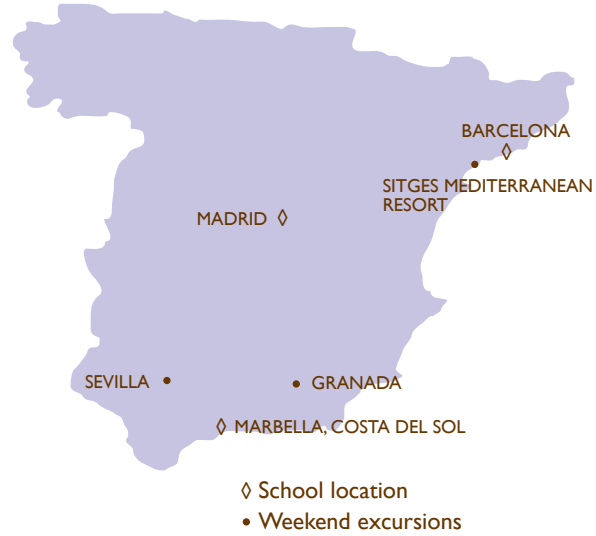 BARCELONA
SITGES MEDITERRANEAN
RESORT
MADRID
SEVILLA
GRANADA
MARBELLA, COSTA DEL SOL
◊ School location
• Weekend excursions